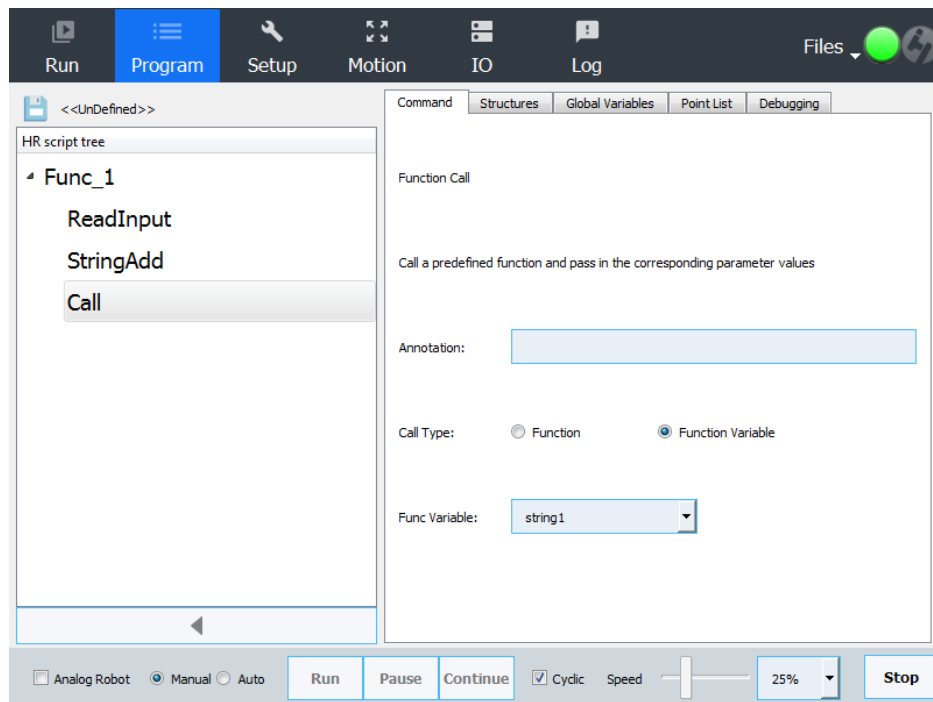 Run Program Setup Motion IO Log Files
<<UnDefined>>
Command Structures Global Variables Point List Debugging
HR script tree
Func_1
ReadInput
StringAdd
Call
Function Call
Call a predefined function and pass in the corresponding parameter values
Annotation:
Call Type: Function Function Variable
Func Variable: string1
Analog Robot Manual Auto Run Pause Continue Cyclic Speed 25% Stop